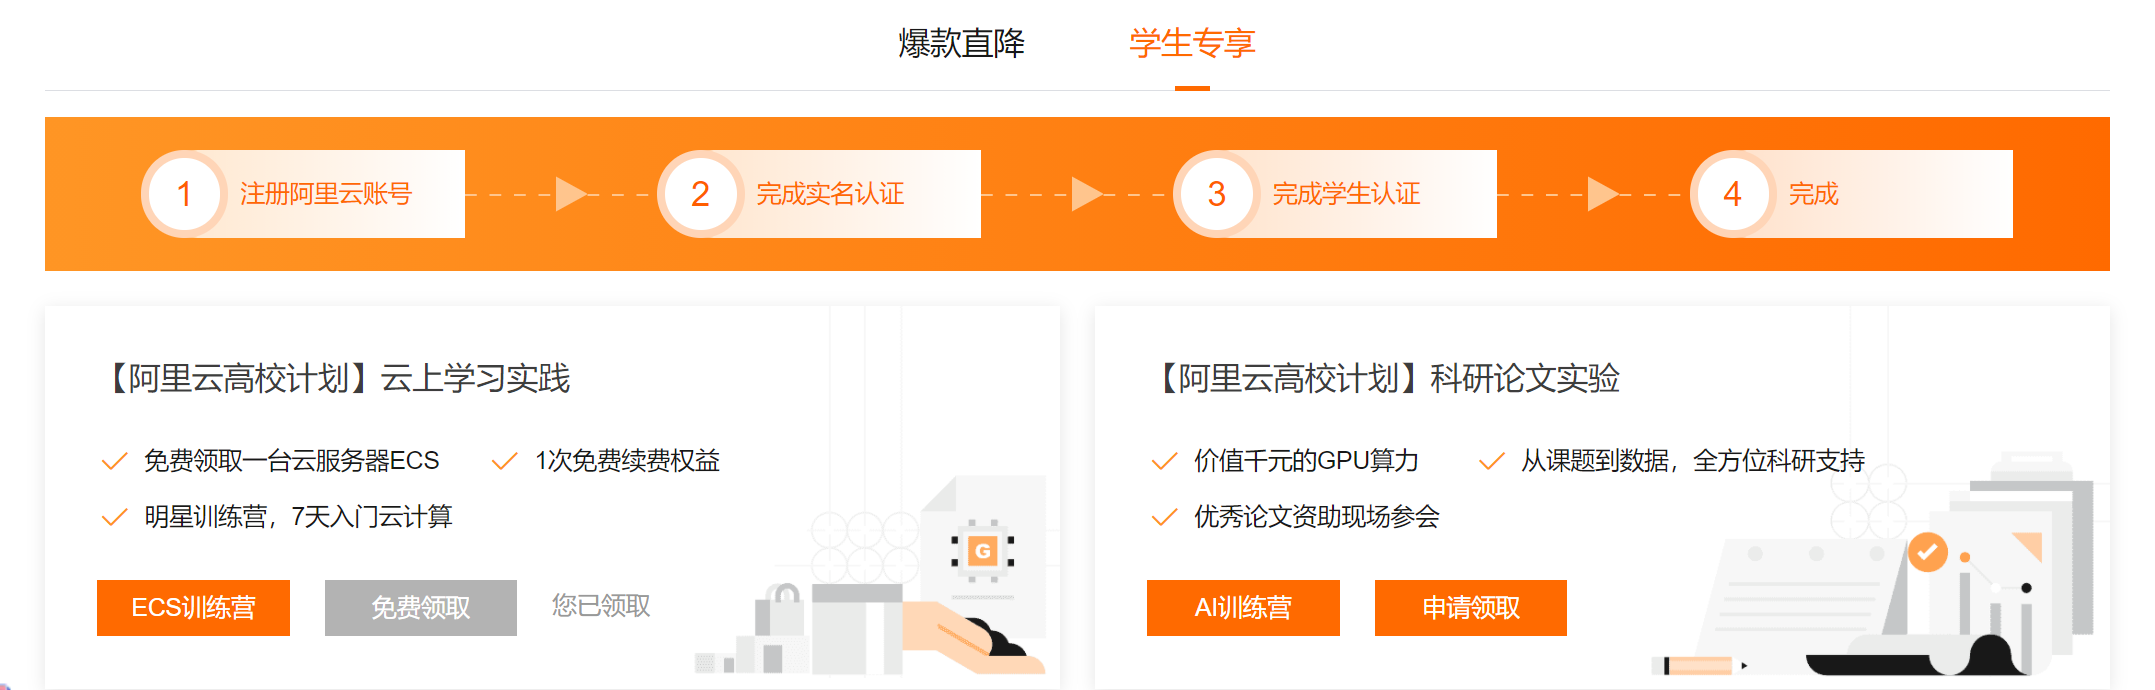 爆款直降 学生专享
1 注册阿里云账号 2 完成实名认证 3 完成学生认证 4 完成
【阿里云高校计划】云上学习实践
免费领取一台云服务器ECS 1次免费续费权益
明星训练营，7天入门云计算
ECS训练营 免费领取 您已领取
G
【阿里云高校计划】科研论文实验
价值千元的GPU算力 从课题到数据，全方位科研支持
优秀论文资助现场参会
AI训练营 申请领取